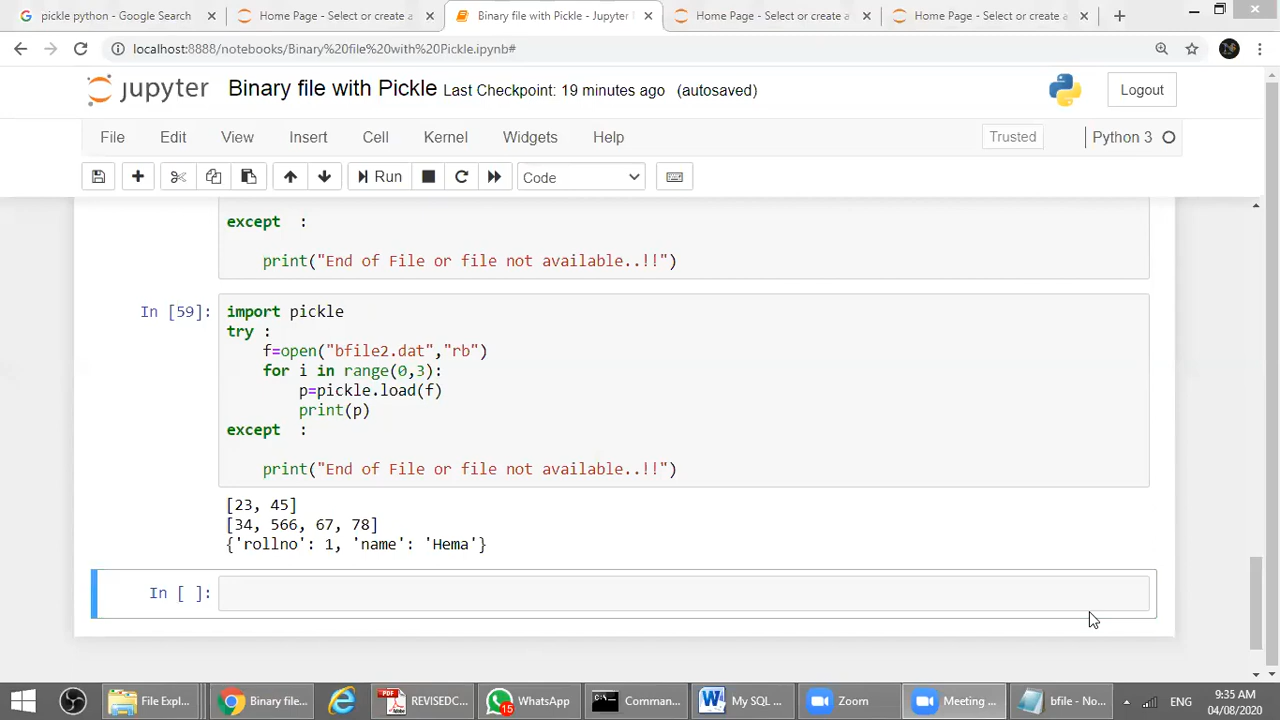 pickle python - Google Search
Home Page - Select or create a
Binary file with Pickle - Jupyter
Home Page - Select or create a
Home Page - Select or create a
localhost:8888/notebooks/Binary%20file%20with%20Pickle.ipynb#
jupyter Binary file with Pickle Last Checkpoint: 19 minutes ago (autosaved)
Logout
File Edit View Insert Cell Kernel Widgets Help
Trusted
Python 3
Run
Code
except :
print("End of File or file not available..!!")
In [59]:
import pickle
try :
f=open("bfile2.dat","rb")
for i in range(0,3):
p=pickle.load(f)
print(p)
except :
print("End of File or file not available..!!")
[23, 45]
[34, 566, 67, 78]
{'rollno': 1, 'name': 'Hema'}
In [ ]:
File Expl...
Binary file...
REVISEDC...
15
WhatsApp
Comman...
My SQL ...
Zoom
Meeting ...
bfile - No...
ENG
9:35 AM
04/08/2020